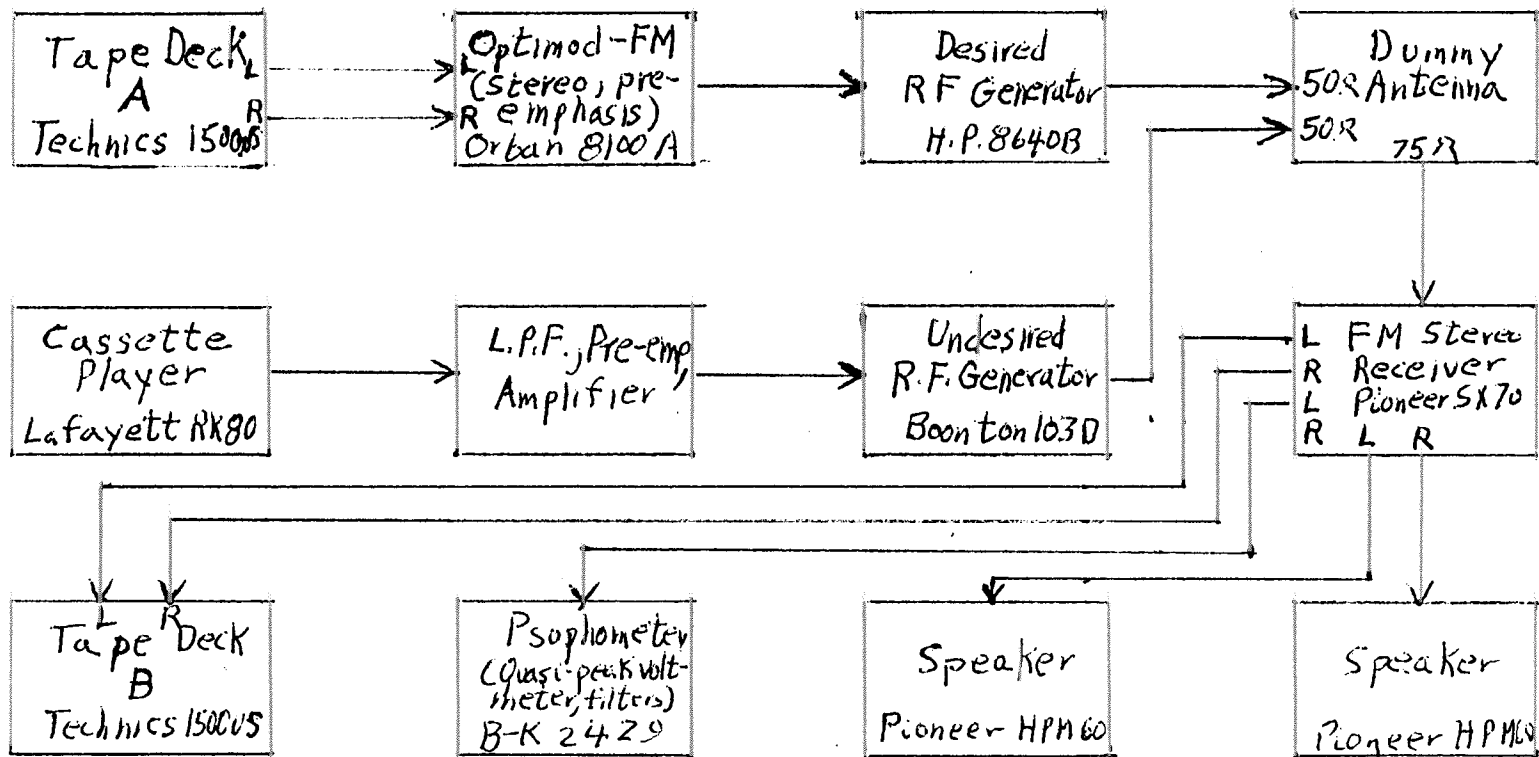 Tape Deck L
A
R
Technics 1500US
Optimod-FM
L (stereo, pre-
R emphasis)
Orban 8100A
Desired
RF Generator
H.P. 8640B
Dummy
50Ω Antenna
50Ω
75Ω
Cassette
Player
Lafayett RK80
L.P.F., Pre-emp,
Amplifier
Undesired
R.F. Generator
Boonton 103D
L FM Stereo
R Receiver
L Pioneer SX70
R L R
L R
Tape Deck
B
Technics 1500US
Psophometer
(Quasi-peak volt-
meter, filters)
B-K 2429
Speaker
Pioneer HPM60
Speaker
Pioneer HPM60